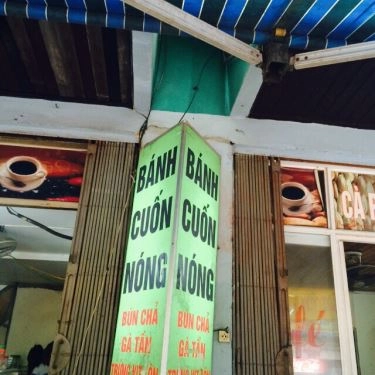 BÁNH
CUỐN
NÓNG
BÚN CHẢ
GÀ TẦN
BÁNH
CUỐN
NÓNG
BÚN CHẢ
GÀ-TẦN
CÀ